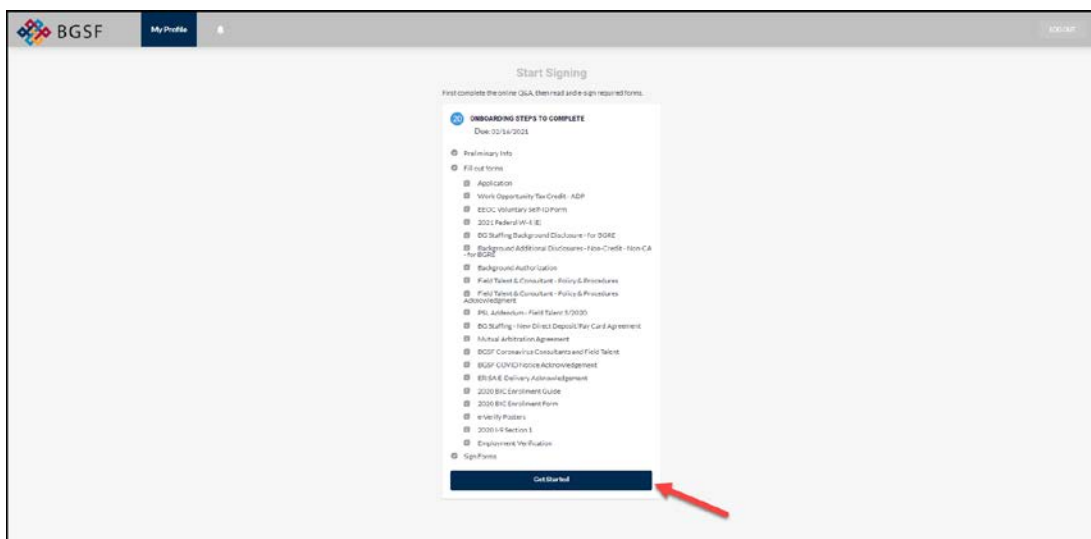 BGSF
My Profile
LOG OUT
Start Signing
First complete the online Q&A, then read and e-sign required forms.
20
ONBOARDING STEPS TO COMPLETE
Due: 02/16/2021
Preliminary Info
Fill out forms
Application
Work Opportunity Tax Credit - ADP
EEOC Voluntary Self-ID Form
2021 Federal W-4 (E)
BG Staffing Background Disclosure - for BGRE
Background Additional Disclosures - Non-Credit - Non-CA
- for BGRE
Background Authorization
Field Talent & Consultant - Policy & Procedures
Field Talent & Consultant - Policy & Procedures
Acknowledgment
PSL Addendum - Field Talent 5/2020
BG Staffing - New Direct Deposit/Pay Card Agreement
Mutual Arbitration Agreement
BGSF Coronavirus Consultants and Field Talent
BGSF COVID Notice Acknowledgement
ERISA E-Delivery Acknowledgement
2020 BIC Enrollment Guide
2020 BIC Enrollment Form
e-Verify Posters
2020 I-9 Section 1
Employment Verification
Sign Forms
Get Started